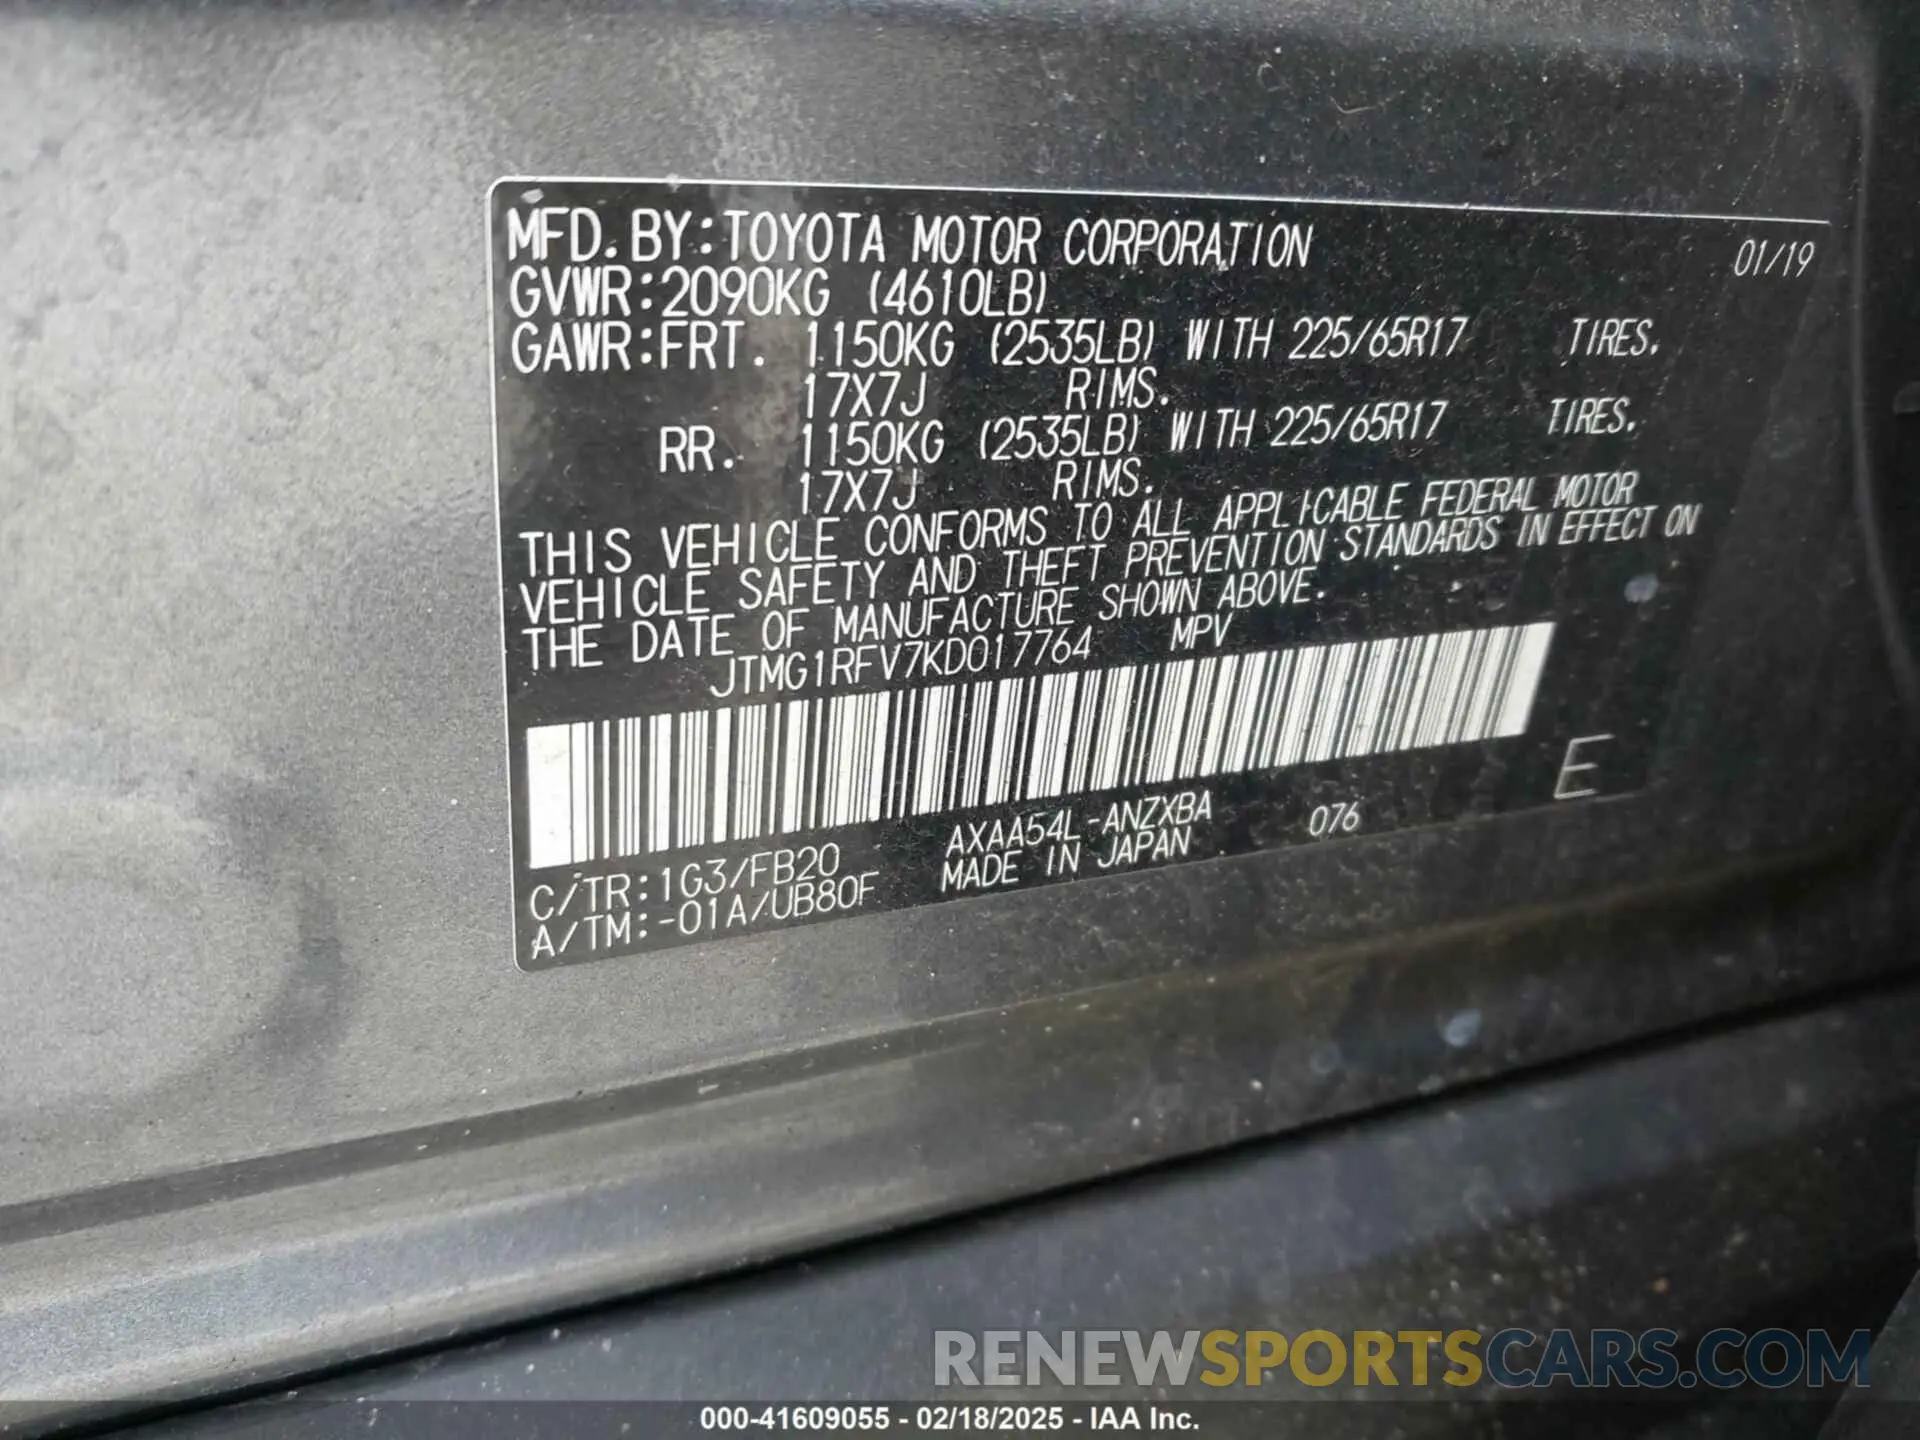 MFD. BY: TOYOTA MOTOR CORPORATION 01/19
GVWR: 2090KG (4610LB)
GAWR: FRT. 1150KG (2535LB) WITH 225/65R17 TIRES.
17X7J RIMS.
RR. 1150KG (2535LB) WITH 225/65R17 TIRES.
17X7J RIMS.
THIS VEHICLE CONFORMS TO ALL APPLICABLE FEDERAL MOTOR
VEHICLE SAFETY AND THEFT PREVENTION STANDARDS IN EFFECT ON
THE DATE OF MANUFACTURE SHOWN ABOVE.
JTMG1RFV7KD017764 MPV
E
C/TR: 1G3/FB20 AXAA54L-ANZXBA 076
A/TM: -01A/UB80F MADE IN JAPAN
RENEWSPORTSCARS.COM
000-41609055 - 02/18/2025 - IAA Inc.